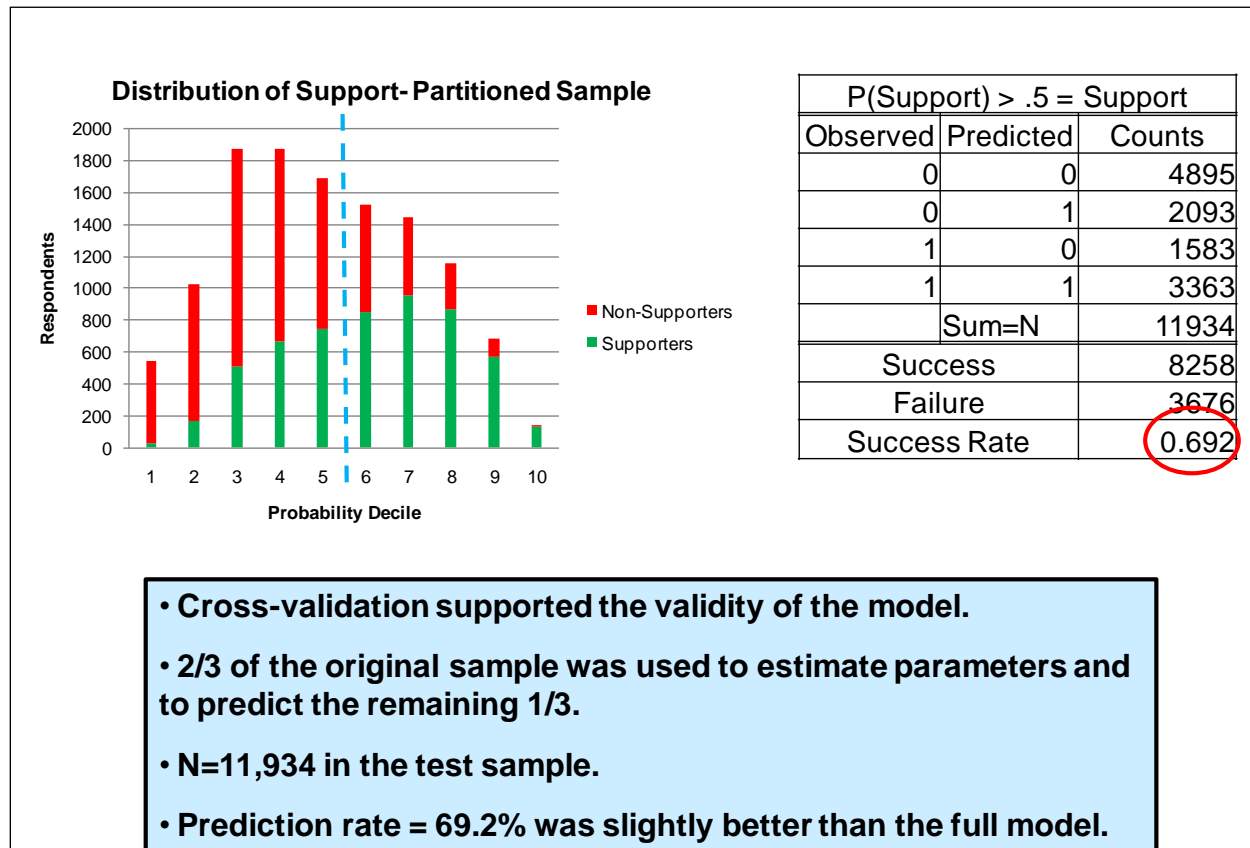 Distribution of Support- Partitioned Sample
2000
1800
1600
1400
1200
1000
800
600
400
200
0
Respondents
1 2 3 4 5 6 7 8 9 10
Probability Decile
Non-Supporters
Supporters
P(Support) > .5 = Support
Observed Predicted Counts
0 0 4895
0 1 2093
1 0 1583
1 1 3363
Sum=N 11934
Success 8258
Failure 3676
Success Rate 0.692
• Cross-validation supported the validity of the model.
• 2/3 of the original sample was used to estimate parameters and
to predict the remaining 1/3.
• N=11,934 in the test sample.
• Prediction rate = 69.2% was slightly better than the full model.